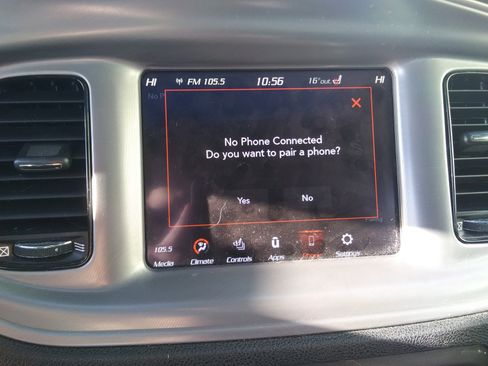 HI FM 105.5 10:56 16° out. HI
No P
No Phone Connected
Do you want to pair a phone?
Yes No
105.5
Media Climate Controls Apps Phone Settings